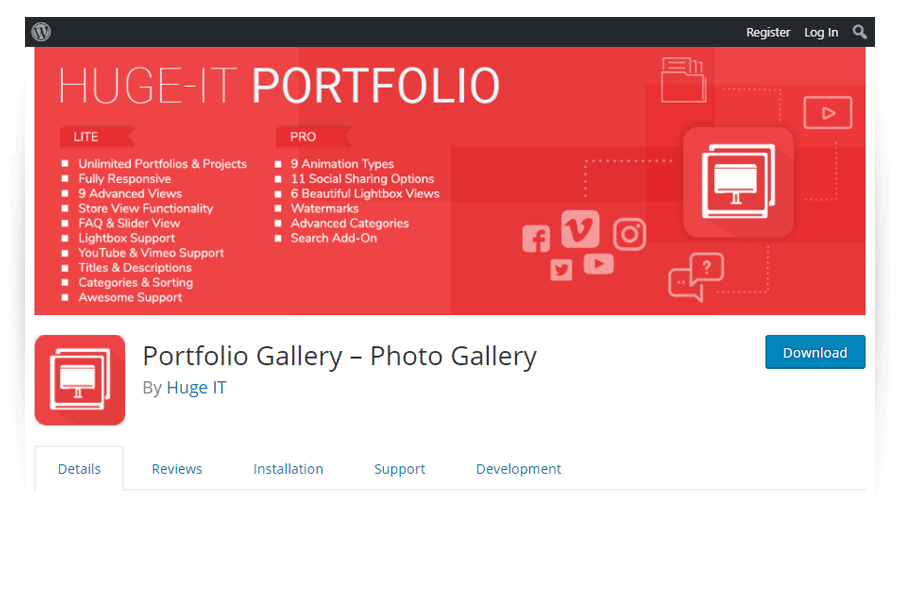 Register Log In
HUGE-IT PORTFOLIO
LITE
Unlimited Portfolios & Projects
Fully Responsive
9 Advanced Views
Store View Functionality
FAQ & Slider View
Lightbox Support
YouTube & Vimeo Support
Titles & Descriptions
Categories & Sorting
Awesome Support
PRO
9 Animation Types
11 Social Sharing Options
6 Beautiful Lightbox Views
Watermarks
Advanced Categories
Search Add-On
Portfolio Gallery – Photo Gallery
By Huge IT
Download
Details Reviews Installation Support Development